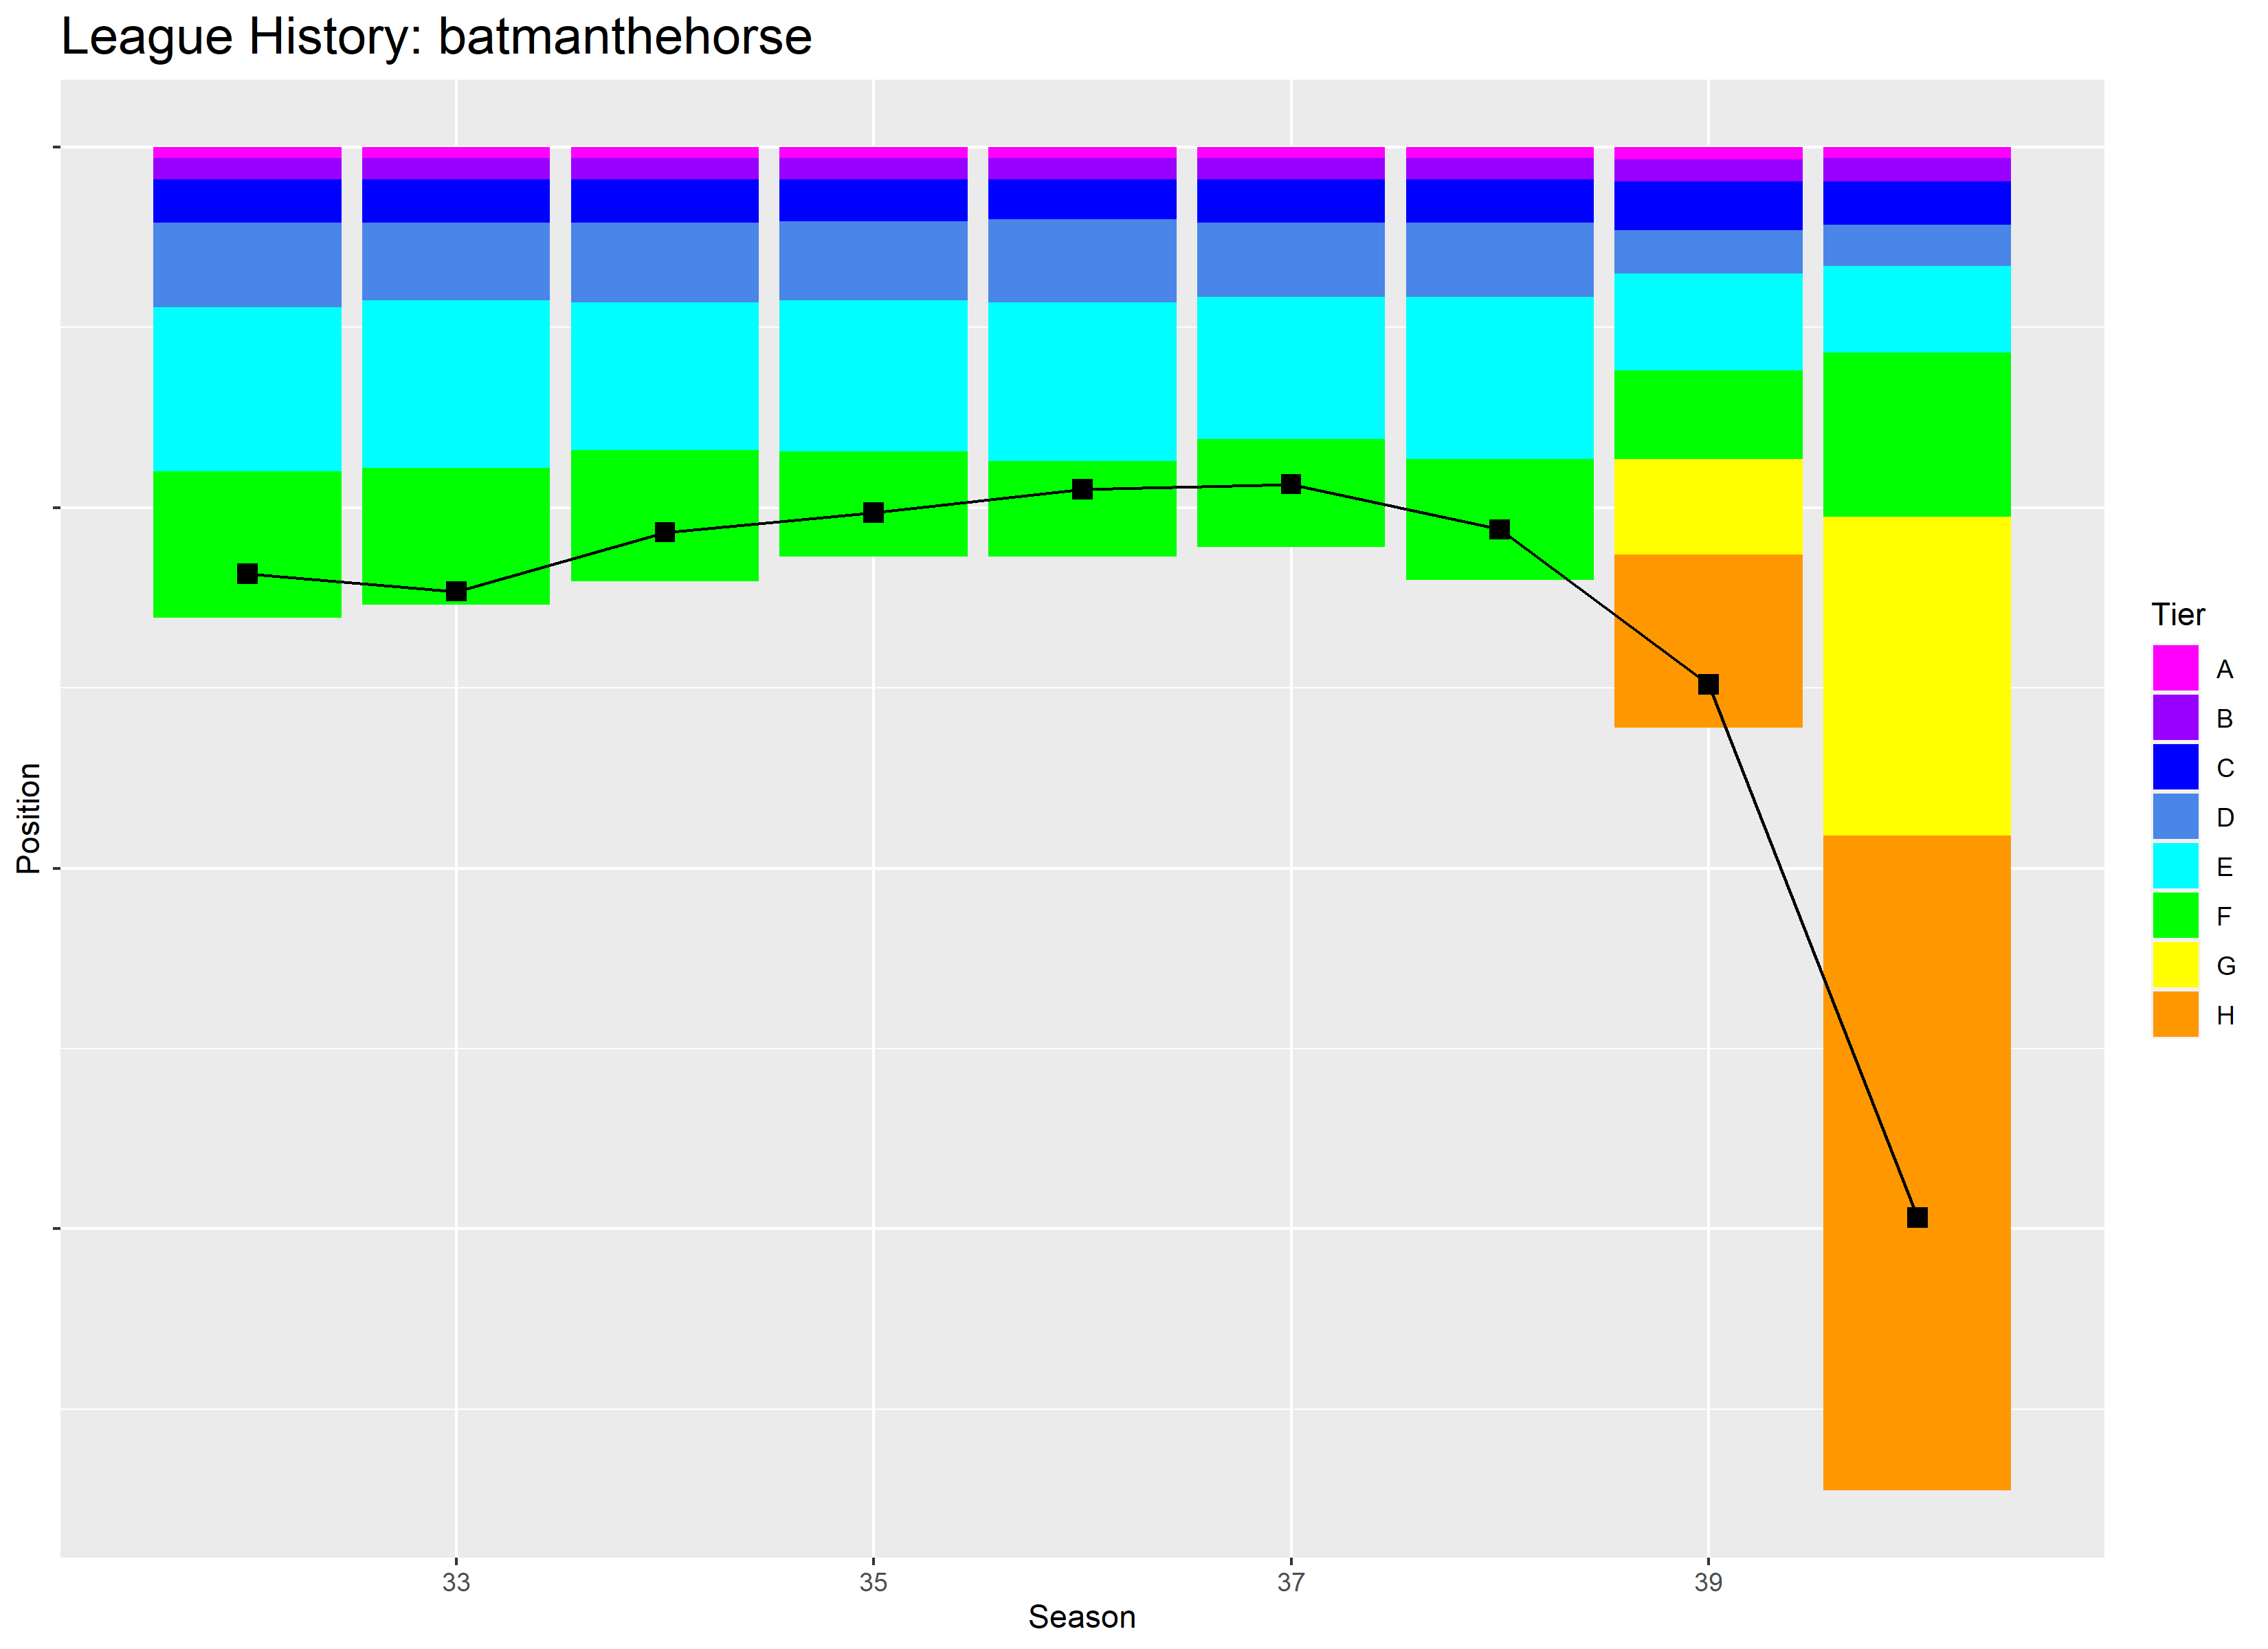 League History: batmanthehorse
Position
Tier
A
B
C
D
E
F
G
H
33 35 37 39
Season